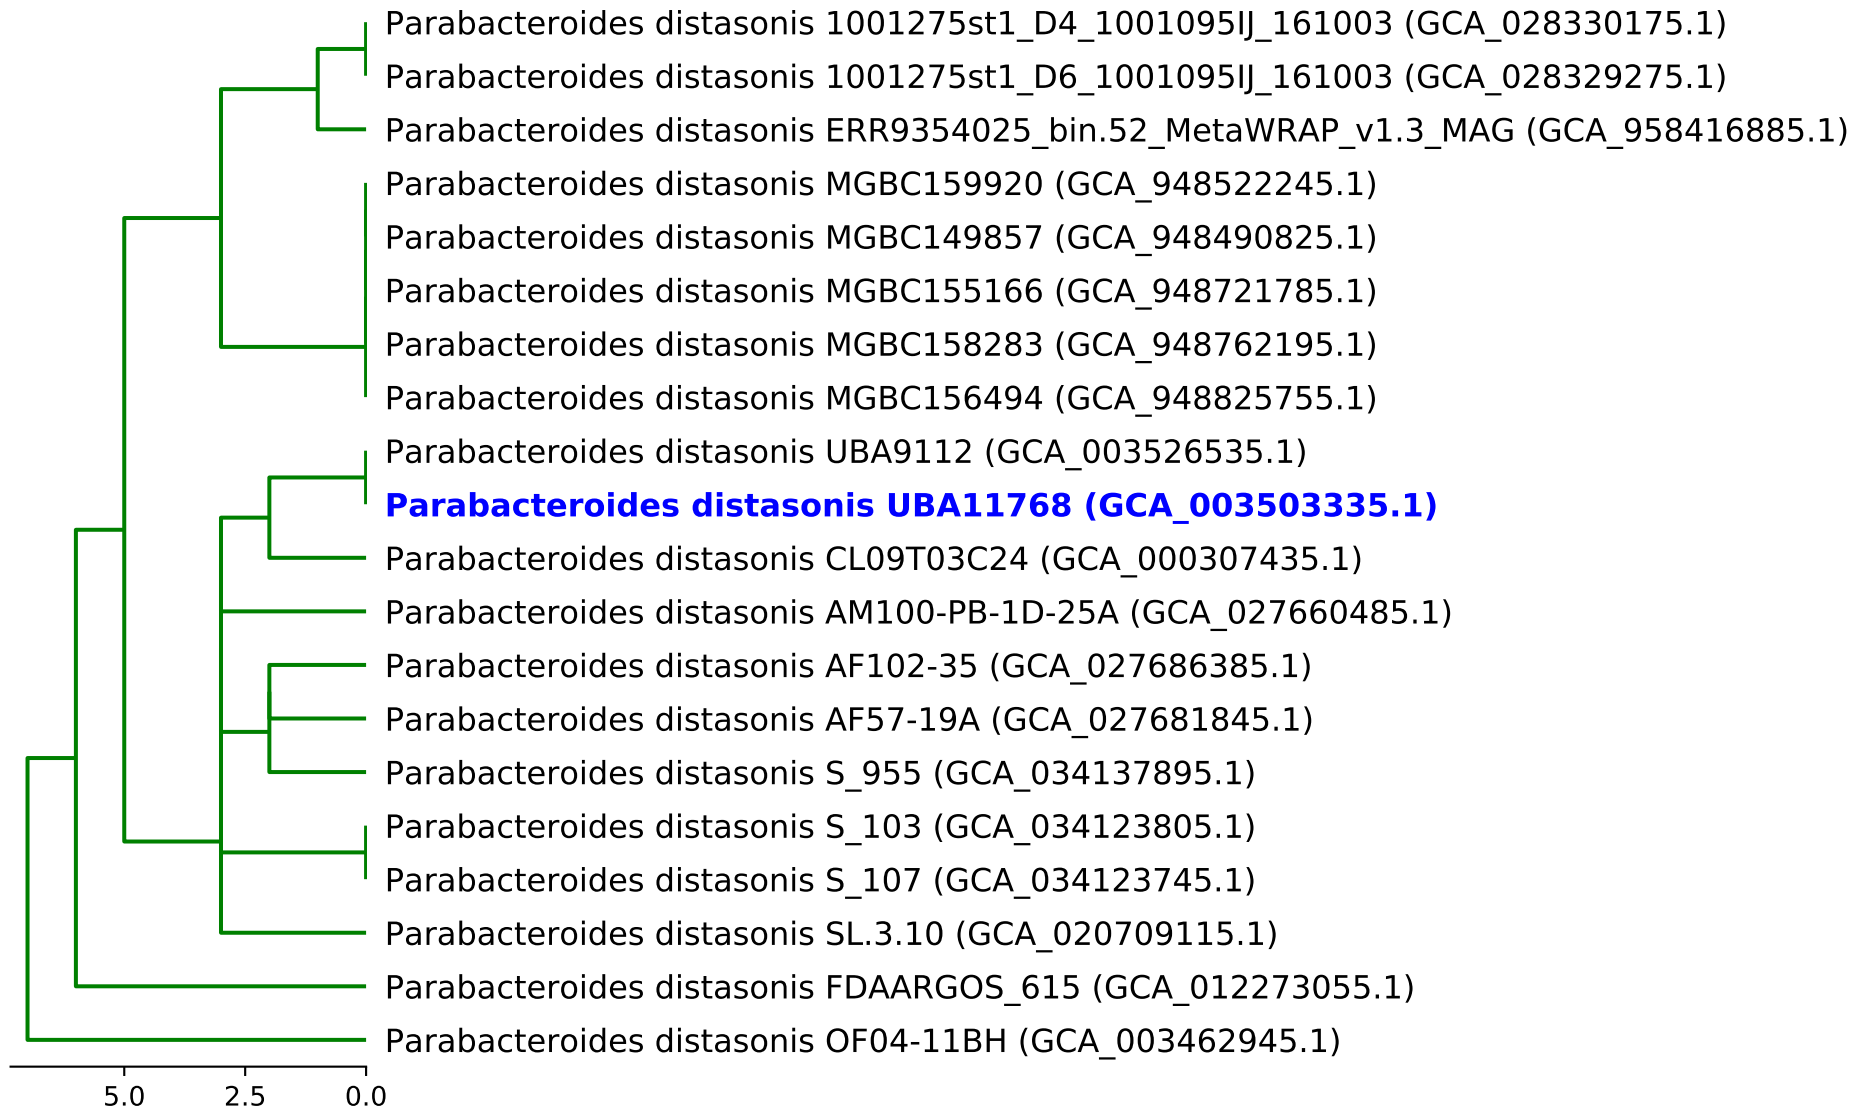 Parabacteroides distasonis 1001275st1_D4_1001095IJ_161003 (GCA_028330175.1)
Parabacteroides distasonis 1001275st1_D6_1001095IJ_161003 (GCA_028329275.1)
Parabacteroides distasonis ERR9354025_bin.52_MetaWRAP_v1.3_MAG (GCA_958416885.1)
Parabacteroides distasonis MGBC159920 (GCA_948522245.1)
Parabacteroides distasonis MGBC149857 (GCA_948490825.1)
Parabacteroides distasonis MGBC155166 (GCA_948721785.1)
Parabacteroides distasonis MGBC158283 (GCA_948762195.1)
Parabacteroides distasonis MGBC156494 (GCA_948825755.1)
Parabacteroides distasonis UBA9112 (GCA_003526535.1)
Parabacteroides distasonis UBA11768 (GCA_003503335.1)
Parabacteroides distasonis CL09T03C24 (GCA_000307435.1)
Parabacteroides distasonis AM100-PB-1D-25A (GCA_027660485.1)
Parabacteroides distasonis AF102-35 (GCA_027686385.1)
Parabacteroides distasonis AF57-19A (GCA_027681845.1)
Parabacteroides distasonis S_955 (GCA_034137895.1)
Parabacteroides distasonis S_103 (GCA_034123805.1)
Parabacteroides distasonis S_107 (GCA_034123745.1)
Parabacteroides distasonis SL.3.10 (GCA_020709115.1)
Parabacteroides distasonis FDAARGOS_615 (GCA_012273055.1)
Parabacteroides distasonis OF04-11BH (GCA_003462945.1)
5.0 2.5 0.0